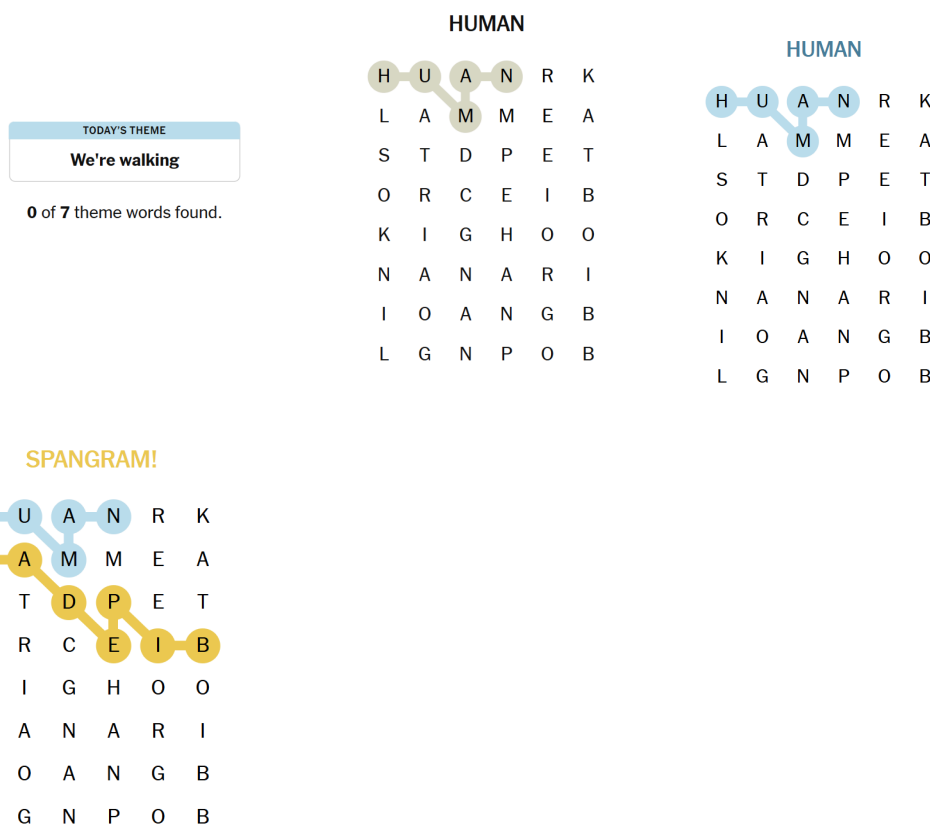 HUMAN
H U A N R K
L A M M E A
S T D P E T
O R C E I B
K I G H O O
N A N A R I
I O A N G B
L G N P O B
HUMAN
H U A N R K
L A M M E A
S T D P E T
O R C E I B
K I G H O O
N A N A R I
I O A N G B
L G N P O B
TODAY'S THEME
We're walking
0 of 7 theme words found.
SPANGRAM!
U A N R K
A M M E A
T D P E T
R C E I B
I G H O O
A N A R I
O A N G B
G N P O B